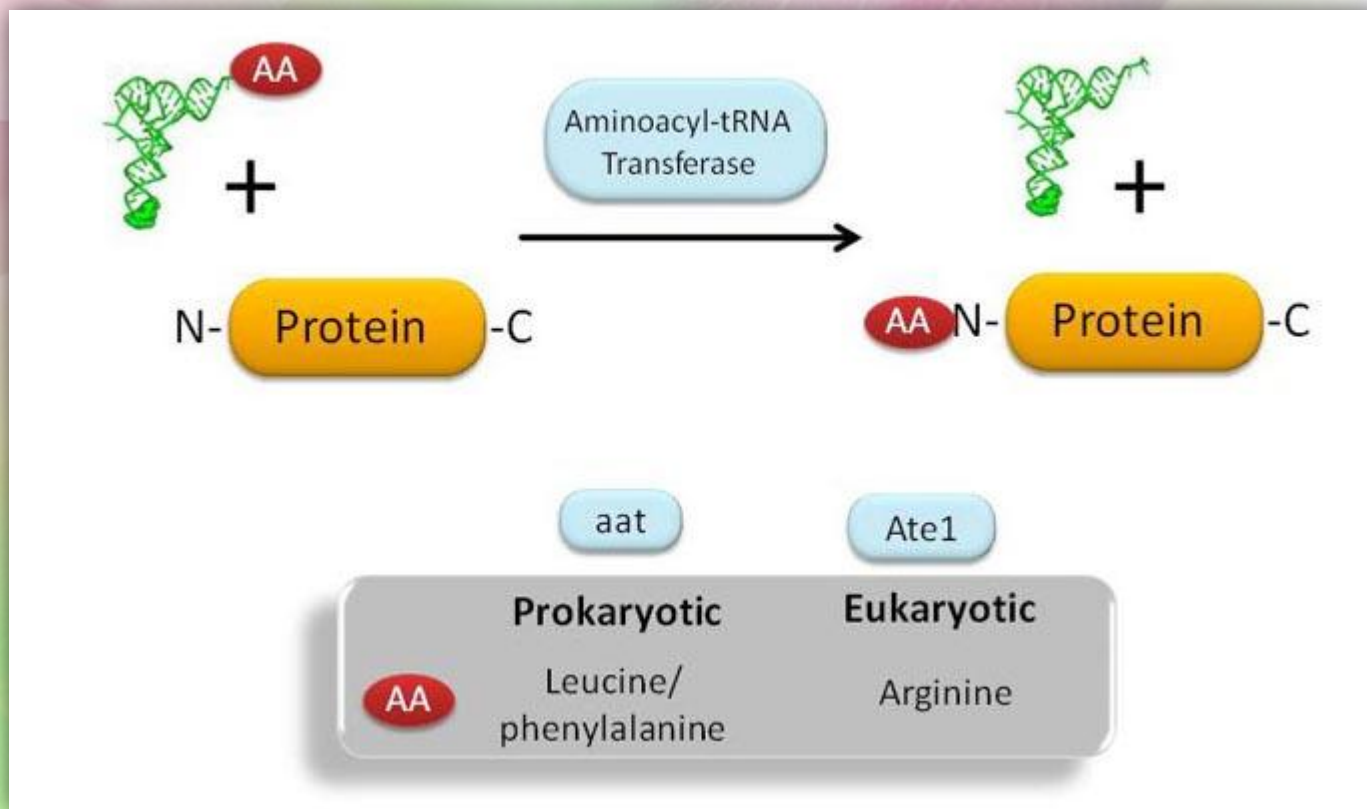 AA
Aminoacyl-tRNA
Transferase
+
+
N- Protein -C
AA N- Protein -C
aat
Ate1
Prokaryotic
Eukaryotic
AA
Leucine/
phenylalanine
Arginine